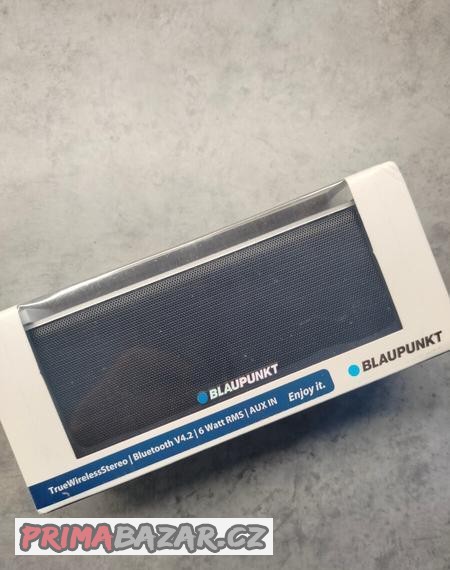 BLAUPUNKT
BLAUPUNKT
TrueWirelessStereo | Bluetooth V4.2 | 6 Watt RMS | AUX IN Enjoy it.
PRIMABAZAR.CZ